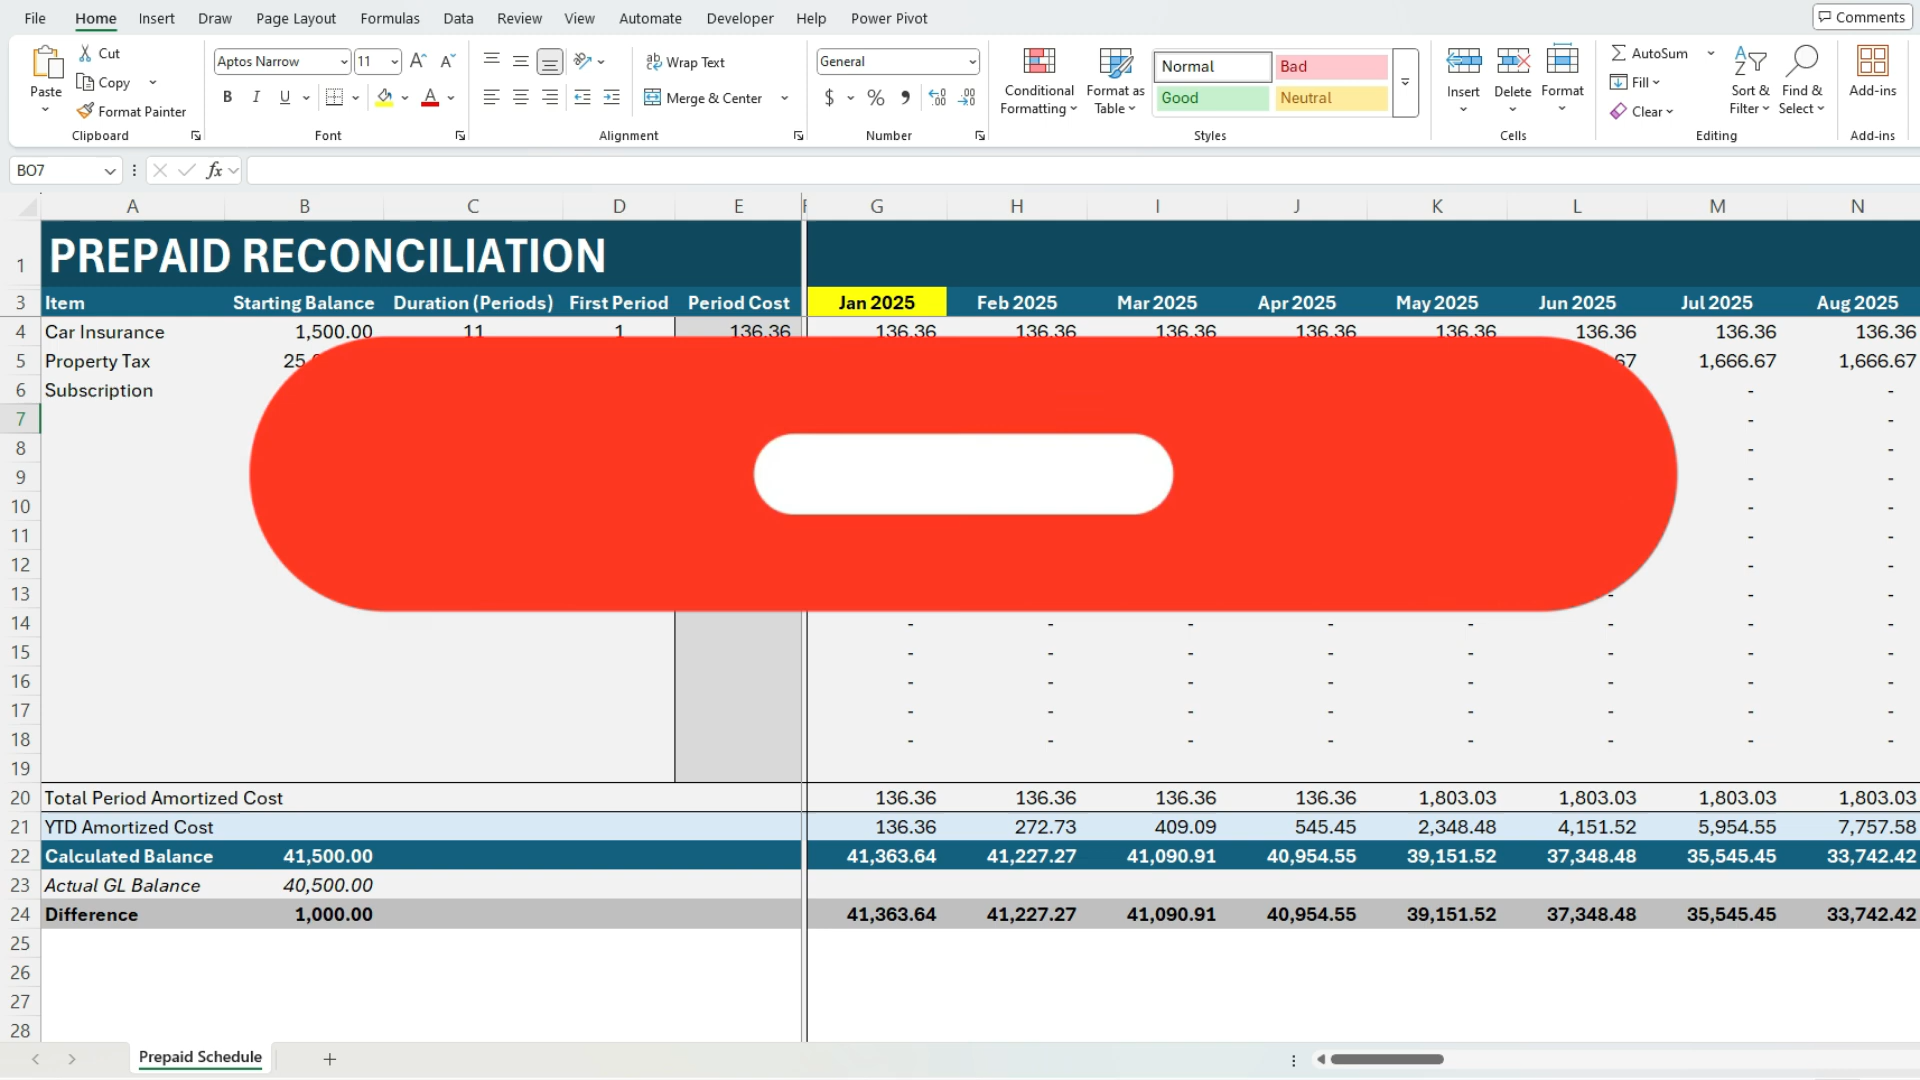 File Home Insert Draw Page Layout Formulas Data Review View Automate Developer Help Power Pivot Comments
Paste Cut Copy Format Painter Clipboard
Aptos Narrow 11 B I U Font
Wrap Text Merge & Center Alignment
General $ % Number
Conditional Formatting Format as Table Normal Bad Good Neutral Styles
Insert Delete Format Cells
AutoSum Fill Clear Sort & Filter Find & Select Editing
Add-ins Add-ins
BO7 fx
A B C D E F G H I J K L M N
1 PREPAID RECONCILIATION
3 Item Starting Balance Duration (Periods) First Period Period Cost Jan 2025 Feb 2025 Mar 2025 Apr 2025 May 2025 Jun 2025 Jul 2025 Aug 2025
4 Car Insurance 1,500.00 11 1 136.36 136.36 136.36 136.36 136.36 136.36 136.36 136.36 136.36
5 Property Tax 25 67 1,666.67 1,666.67
6 Subscription - -
7 - -
8 - -
9 - -
10 - -
11 - -
12 - -
13 - - -
14 - - - - - - - -
15 - - - - - - - -
16 - - - - - - - -
17 - - - - - - - -
18 - - - - - - - -
19
20 Total Period Amortized Cost 136.36 136.36 136.36 136.36 1,803.03 1,803.03 1,803.03 1,803.03
21 YTD Amortized Cost 136.36 272.73 409.09 545.45 2,348.48 4,151.52 5,954.55 7,757.58
22 Calculated Balance 41,500.00 41,363.64 41,227.27 41,090.91 40,954.55 39,151.52 37,348.48 35,545.45 33,742.42
23 Actual GL Balance 40,500.00
24 Difference 1,000.00 41,363.64 41,227.27 41,090.91 40,954.55 39,151.52 37,348.48 35,545.45 33,742.42
25
26
27
28
Prepaid Schedule